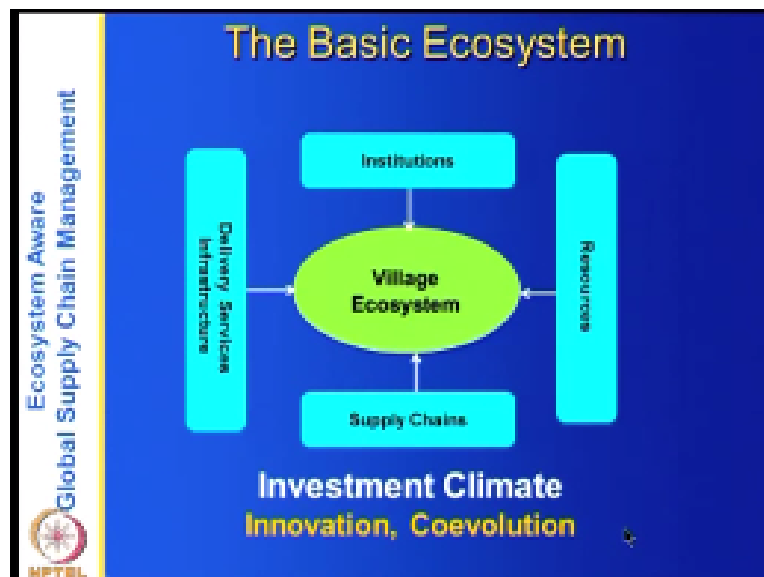 The Basic Ecosystem
Ecosystem Aware
Global Supply Chain Management
Institutions
Delivery Services
Infrastructure
Village
Ecosystem
Resources
Supply Chains
Investment Climate
Innovation, Coevolution
NPTEL